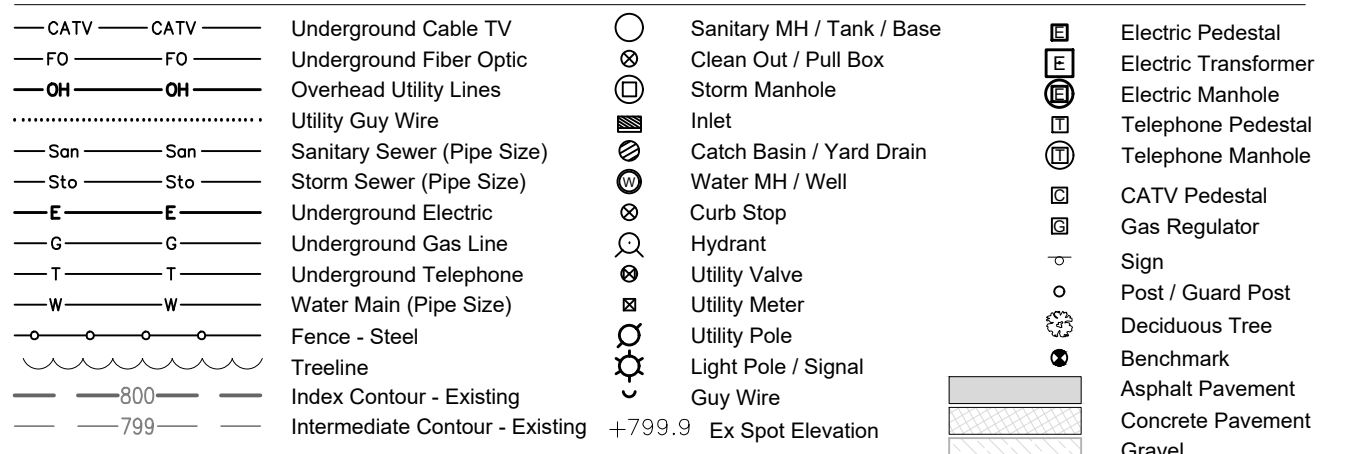 CATV CATV Underground Cable TV
FO FO Underground Fiber Optic
OH OH Overhead Utility Lines
Utility Guy Wire
San San Sanitary Sewer (Pipe Size)
Sto Sto Storm Sewer (Pipe Size)
E E Underground Electric
G G Underground Gas Line
T T Underground Telephone
W W Water Main (Pipe Size)
Fence - Steel
Treeline
800 Index Contour - Existing
799 Intermediate Contour - Existing
Sanitary MH / Tank / Base
Clean Out / Pull Box
Storm Manhole
Inlet
Catch Basin / Yard Drain
W Water MH / Well
Curb Stop
Hydrant
Utility Valve
Utility Meter
Utility Pole
Light Pole / Signal
Guy Wire
+799.9 Ex Spot Elevation
E Electric Pedestal
E Electric Transformer
E Electric Manhole
T Telephone Pedestal
T Telephone Manhole
C CATV Pedestal
G Gas Regulator
Sign
Post / Guard Post
Deciduous Tree
Benchmark
Asphalt Pavement
Concrete Pavement
Gravel